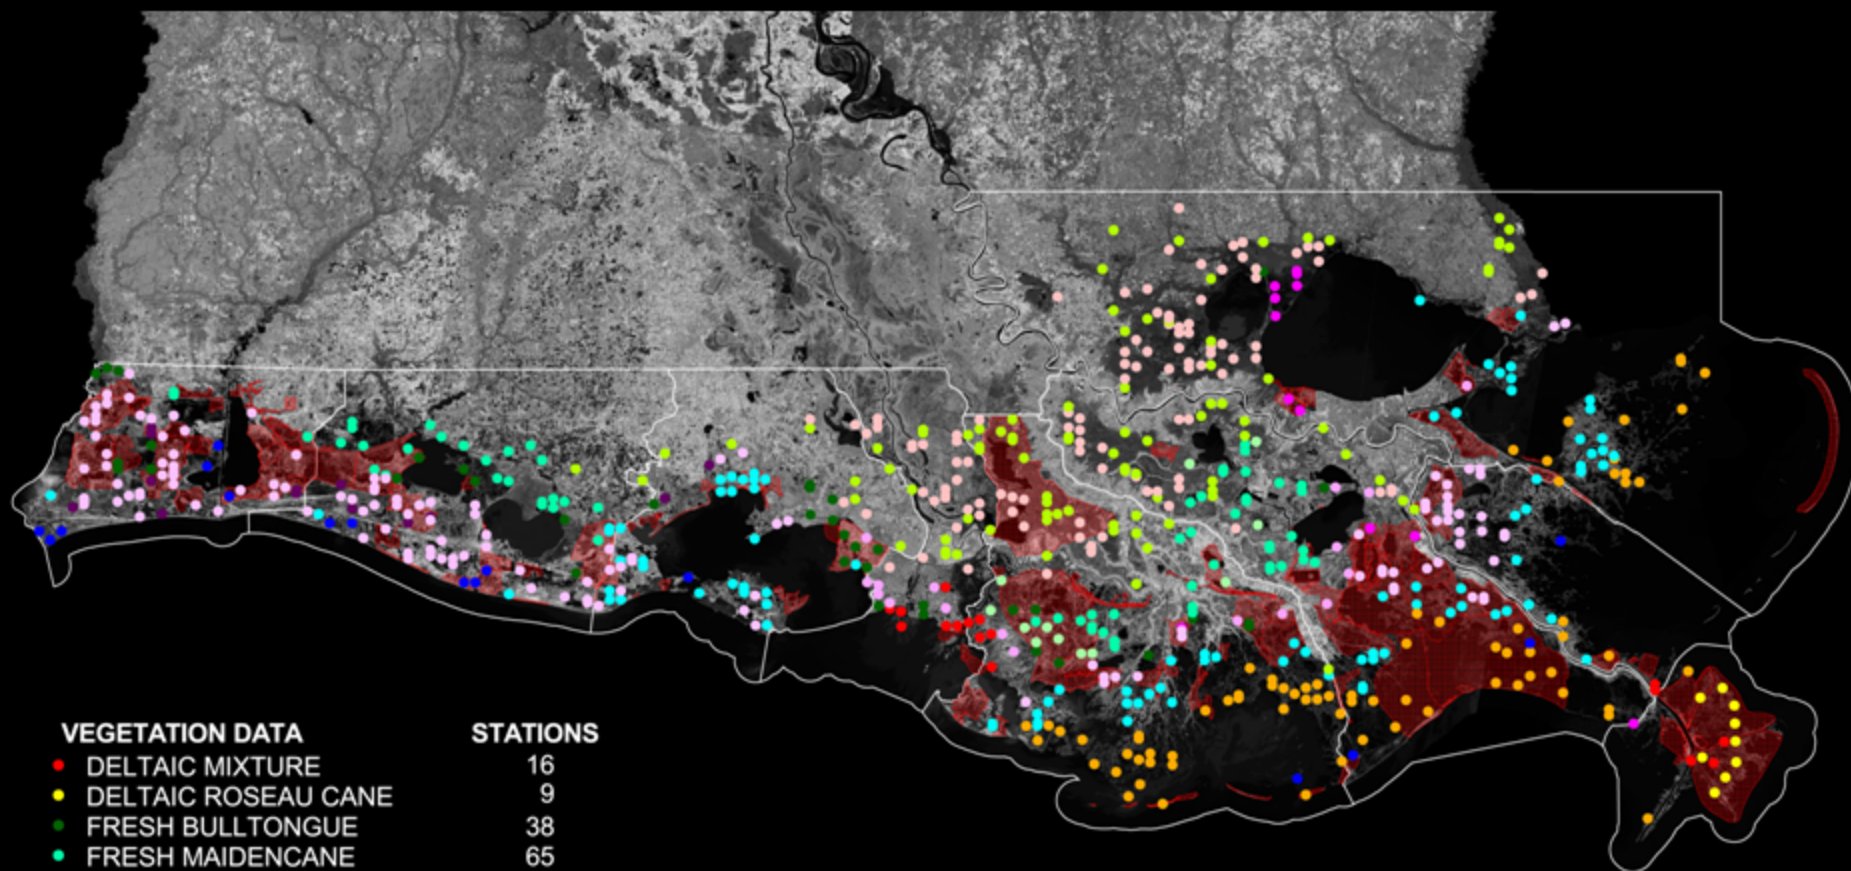 VEGETATION DATA STATIONS
DELTAIC MIXTURE 16
DELTAIC ROSEAU CANE 9
FRESH BULLTONGUE 38
FRESH MAIDENCANE 65